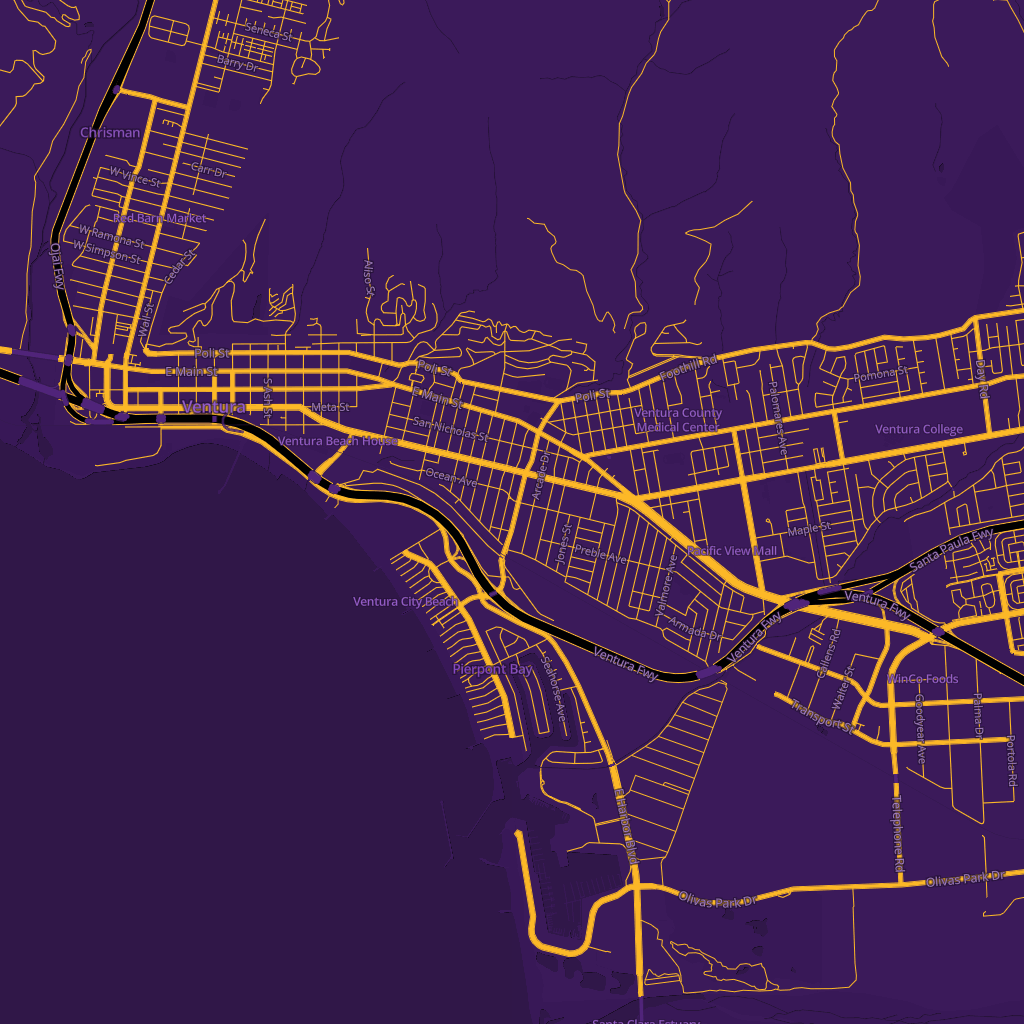 Seneca St
Barry Dr
Chrisman
W Vince St
Carr Dr
Red Barn Market
W Ramona St
W Simpson St
Cedar St
Ojai Fwy
Aliso St
Wall St
Poli St
Poli St
Foothill Rd
E Main St
E Main St
Poli St
S Ash St
Ventura
Meta St
Pomona St
Day Rd
Palomares Ave
Ventura County
Medical Center
Ventura College
San Nicholas St
Ventura Beach House
Ocean Ave
Arcade Dr
Maple St
Jones St
Preble Ave
Pacific View Mall
Santa Paula Fwy
Valmore Ave
Ventura City Beach
Ventura Fwy
Armada Dr
Ventura Fwy
Ventura Fwy
Callens Rd
Pierpont Bay
Seahorse Ave
Walter St
WinCo Foods
Transport St
Goodyear Ave
Palma Dr
Portola Rd
E Harbor Blvd
Telephone Rd
Olivas Park Dr
Olivas Park Dr
Santa Clara Estuary